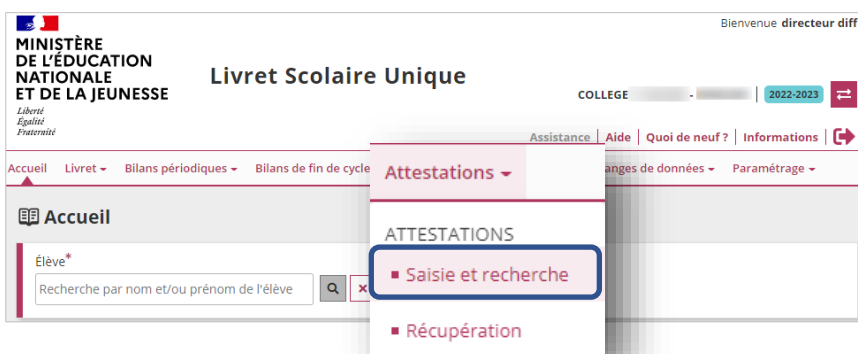 Bienvenue directeur diff
MINISTÈRE
DE L'ÉDUCATION
NATIONALE
ET DE LA JEUNESSE
Liberté
Égalité
Fraternité
Livret Scolaire Unique
COLLEGE - | 2022-2023
Assistance | Aide | Quoi de neuf ? | Informations |
Accueil Livret Bilans périodiques Bilans de fin de cycle Attestations anges de données Paramétrage
Accueil
ATTESTATIONS
Élève*
Saisie et recherche
Recherche par nom et/ou prénom de l'élève
Récupération